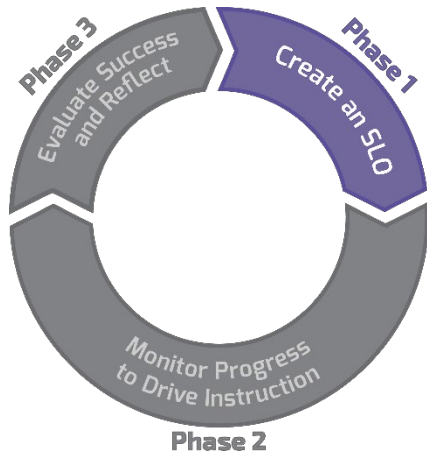 Phase 1
Create an SLO
Monitor Progress
to Drive Instruction
Phase 2
Phase 3
Evaluate Success
and Reflect